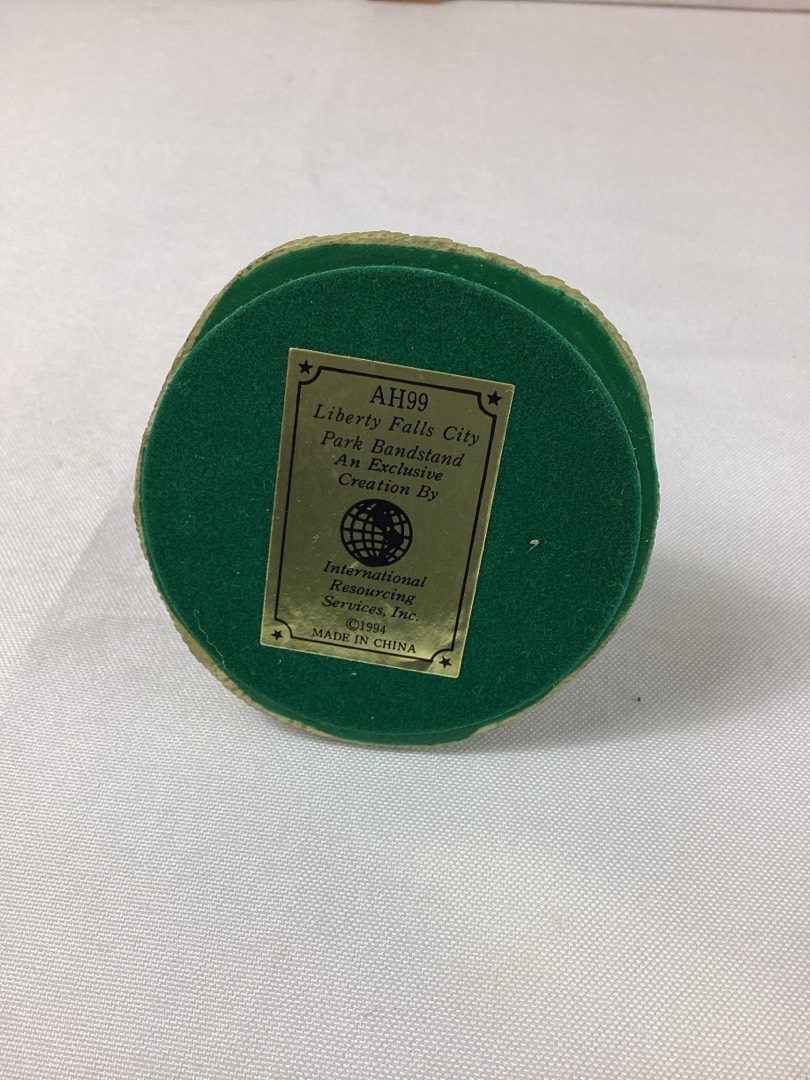 AH99
Liberty Falls City
Park Bandstand
An Exclusive
Creation By
International
Resourcing
Services, Inc.
©1994
MADE IN CHINA